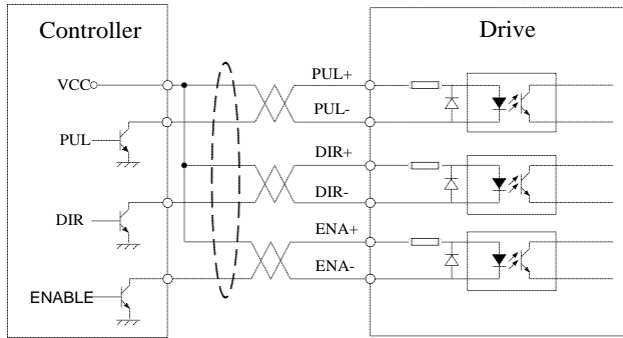 Controller
Drive
VCC
PUL+
PUL
PUL-
DIR+
DIR
DIR-
ENA+
ENABLE
ENA-